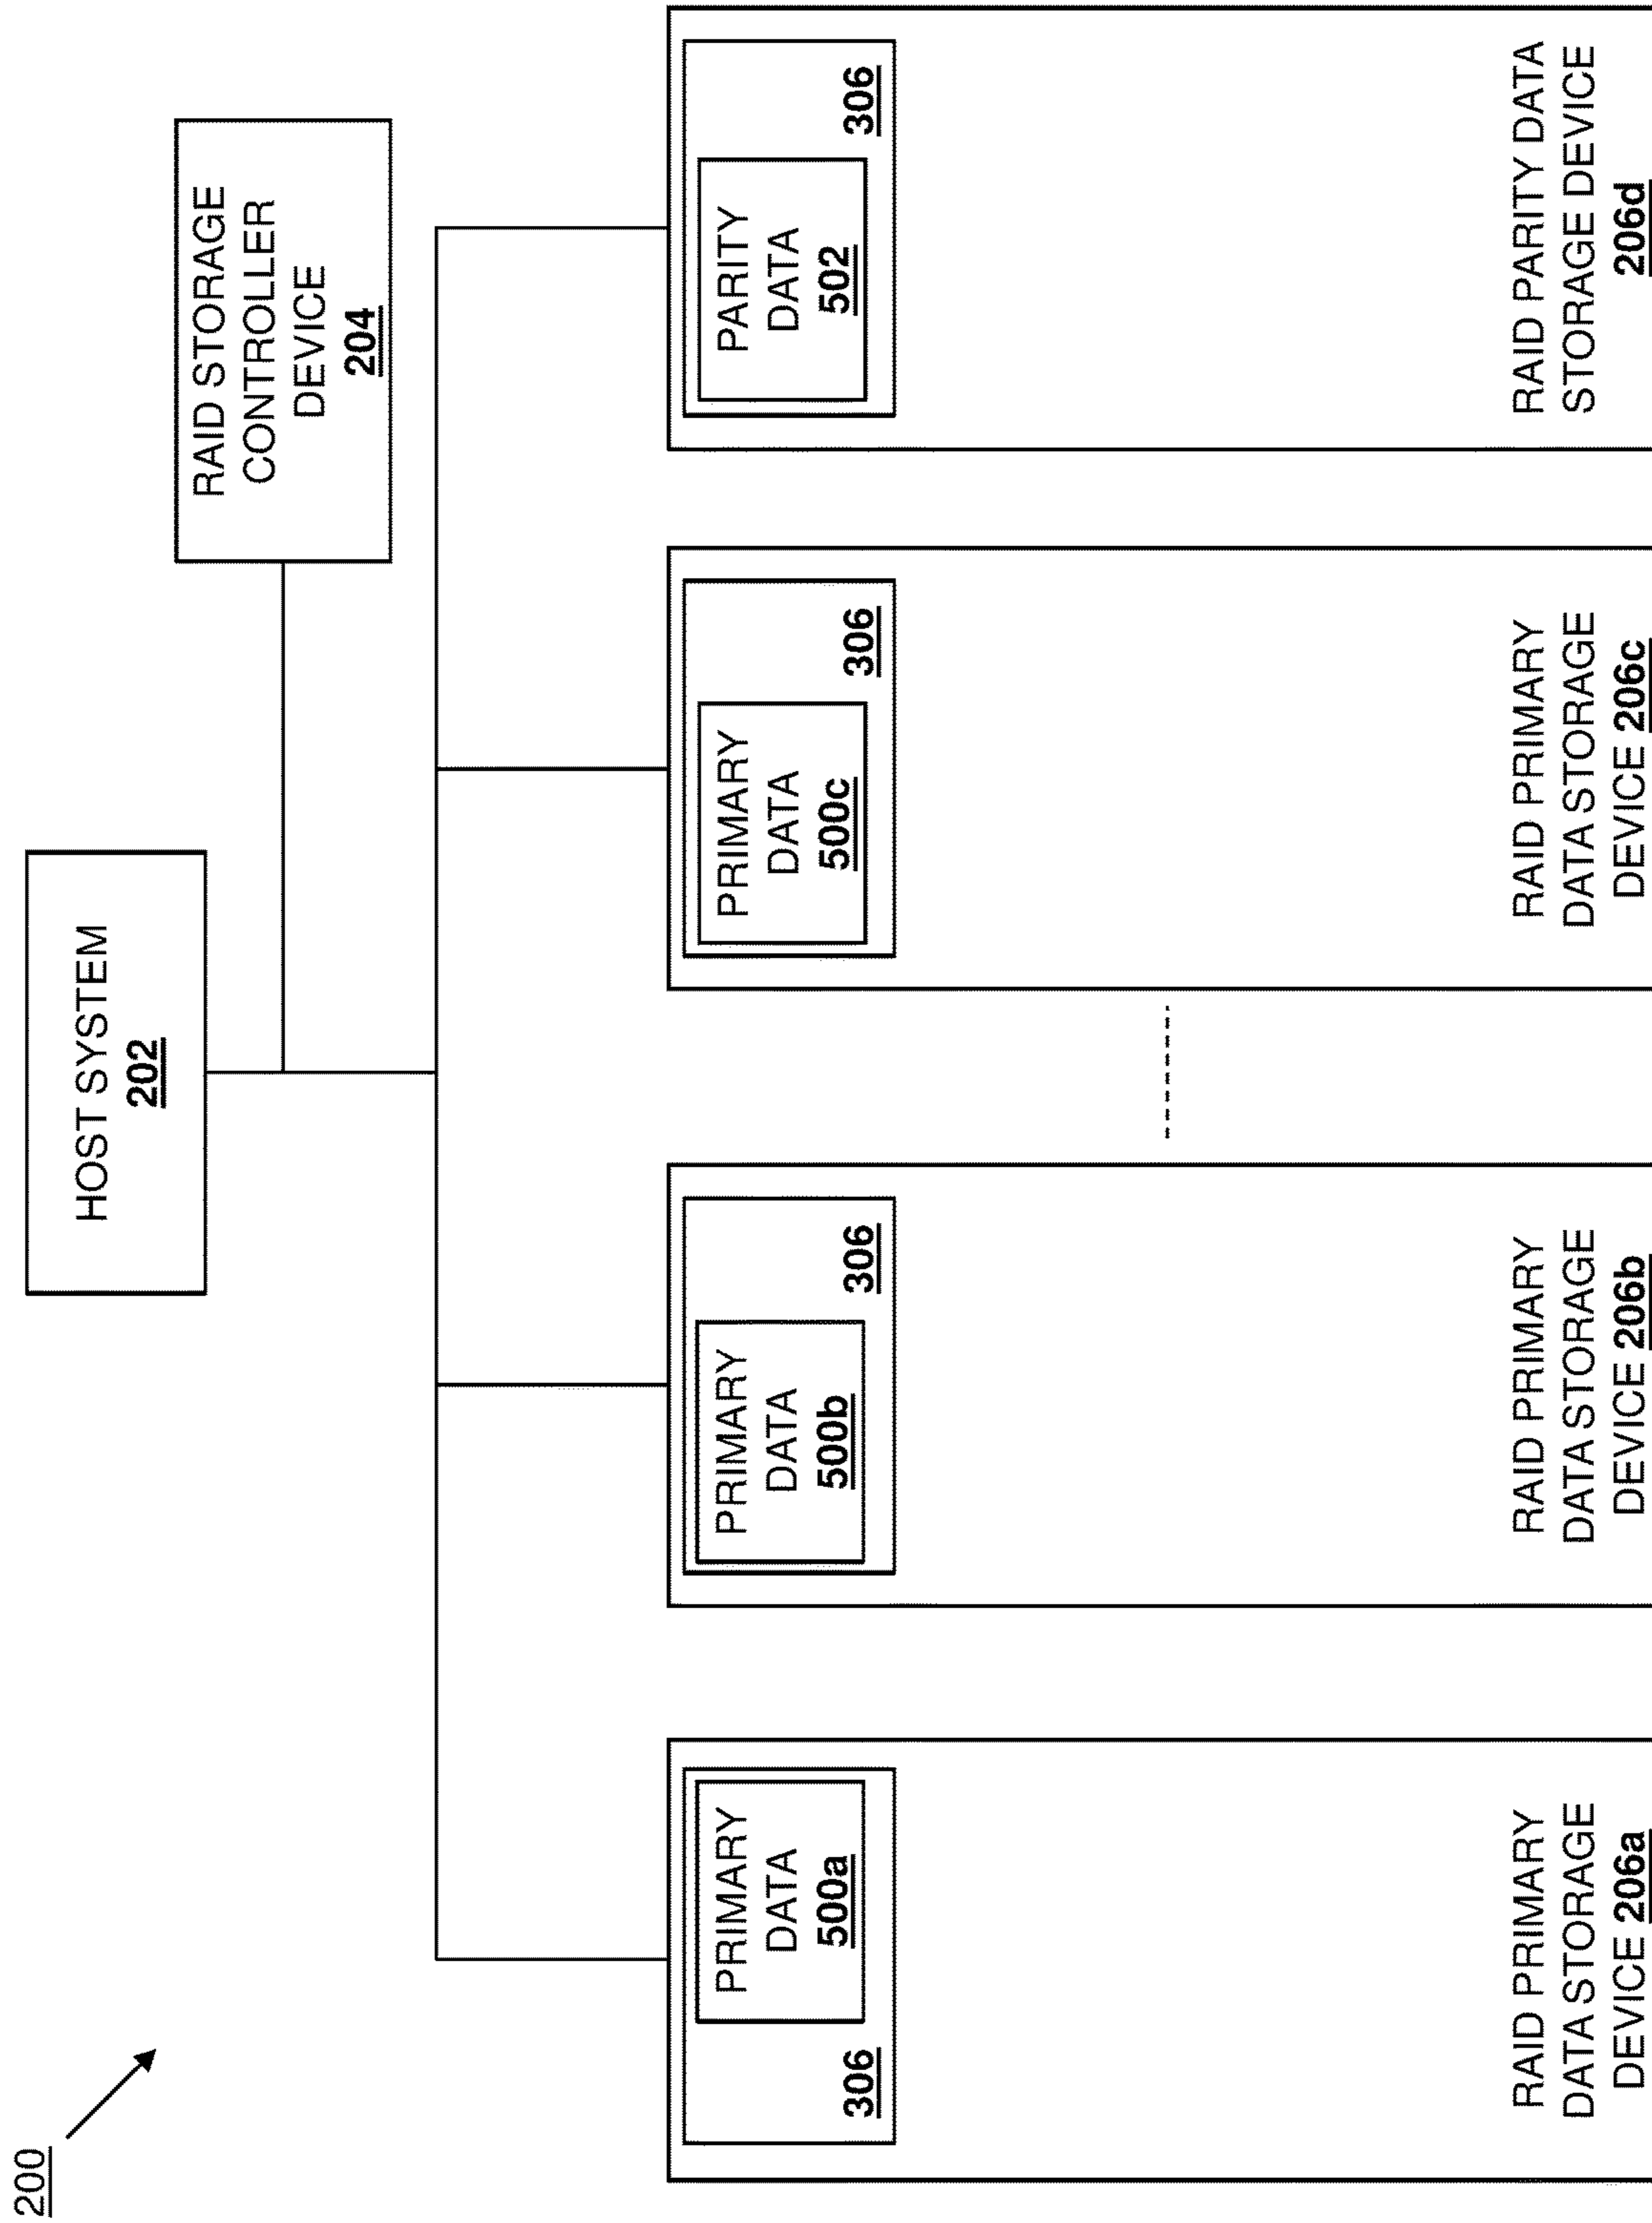 200
HOST SYSTEM
202
RAID STORAGE
CONTROLLER
DEVICE
204
PRIMARY
DATA
500a
306
RAID PRIMARY
DATA STORAGE
DEVICE 206a
PRIMARY
DATA
500b
306
RAID PRIMARY
DATA STORAGE
DEVICE 206b
PRIMARY
DATA
500c
306
RAID PRIMARY
DATA STORAGE
DEVICE 206c
PARITY
DATA
502
306
RAID PARITY DATA
STORAGE DEVICE
206d